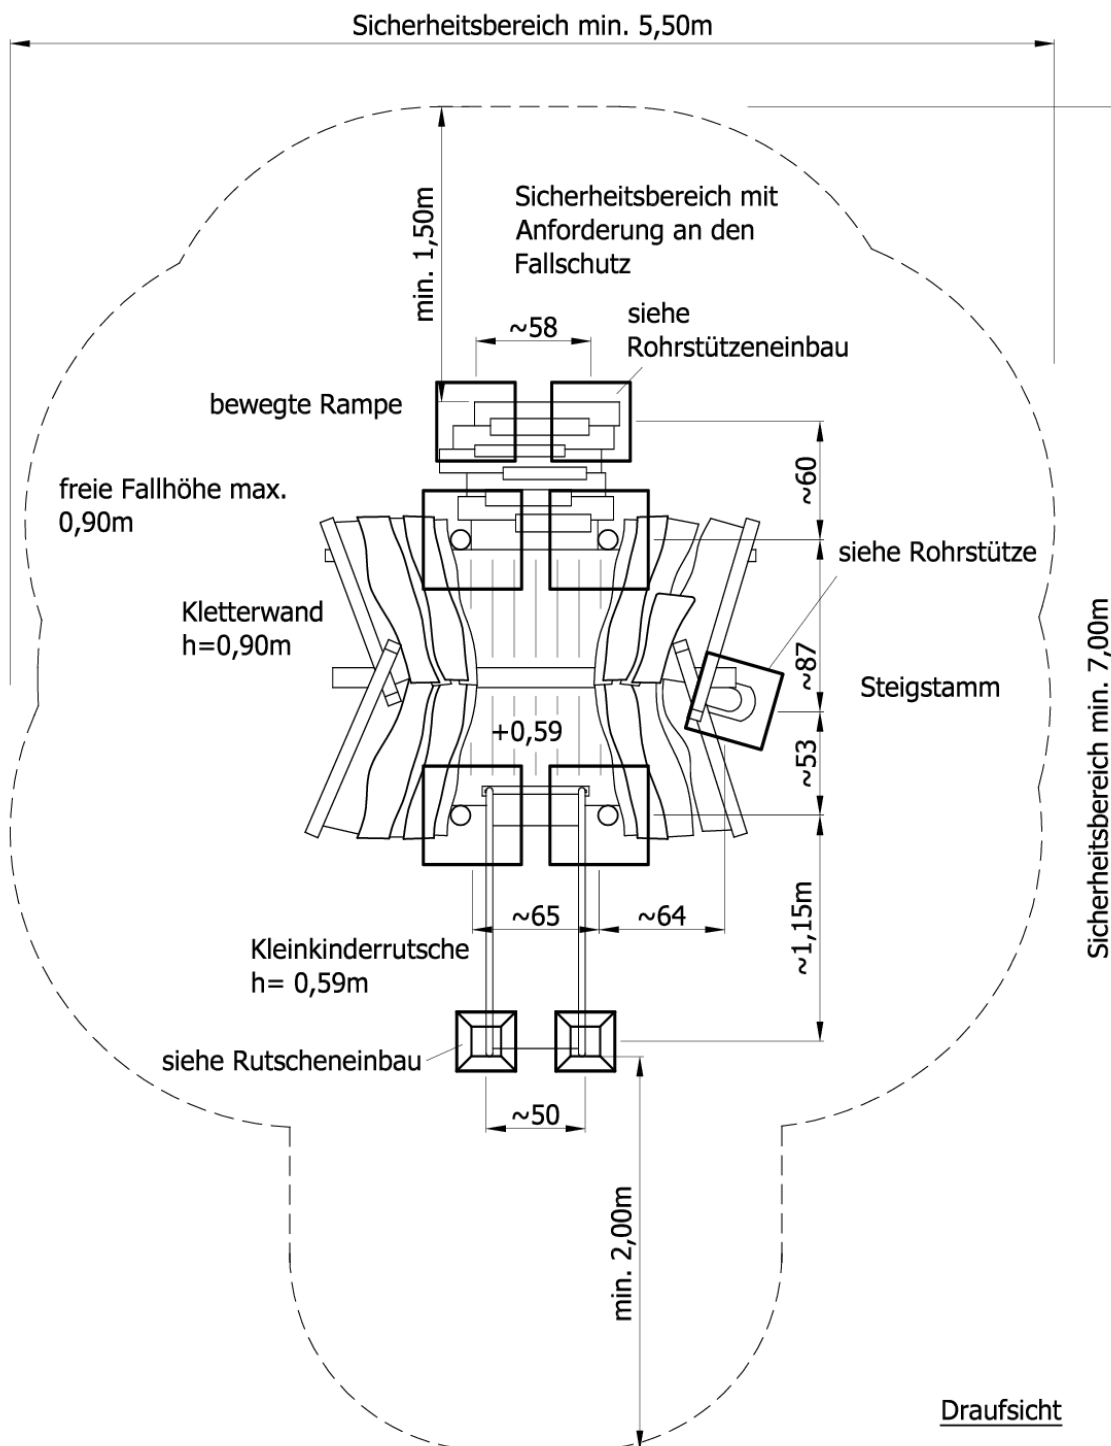 Sicherheitsbereich min. 5,50m
min. 1,50m
Sicherheitsbereich mit
Anforderung an den
Fallschutz
siehe
Rohrstützeneinbau
~58
bewegte Rampe
~60
freie Fallhöhe max.
0,90m
siehe Rohrstütze
Kletterwand
h=0,90m
~87
Steigstamm
Sicherheitsbereich min. 7,00m
+0,59
~53
~65
~64
~1,15m
Kleinkinderrutsche
h= 0,59m
siehe Rutscheneinbau
~50
min. 2,00m
Draufsicht